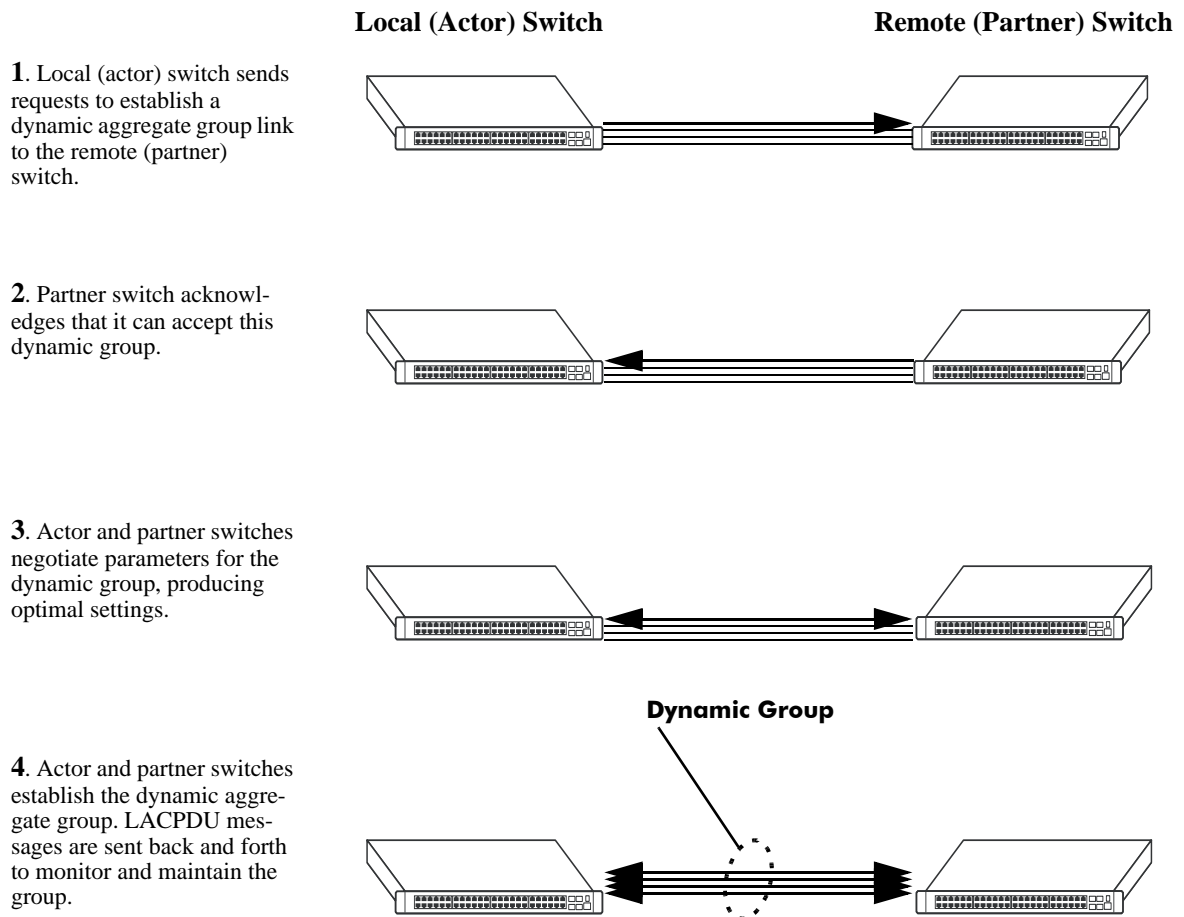 Local (Actor) Switch
Remote (Partner) Switch
1. Local (actor) switch sends
requests to establish a
dynamic aggregate group link
to the remote (partner)
switch.
2. Partner switch acknowl-
edges that it can accept this
dynamic group.
3. Actor and partner switches
negotiate parameters for the
dynamic group, producing
optimal settings.
Dynamic Group
4. Actor and partner switches
establish the dynamic aggre-
gate group. LACPDU mes-
sages are sent back and forth
to monitor and maintain the
group.